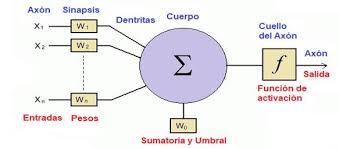 Axón Sinapsis
Dentritas
Cuerpo
Cuello
del Axón
X₁ W₁
X₂ W₂
Σ
f
Axón
Salida
Función de
activación
Xₙ Wₙ
Entradas Pesos
W₀
Sumatoria y Umbral